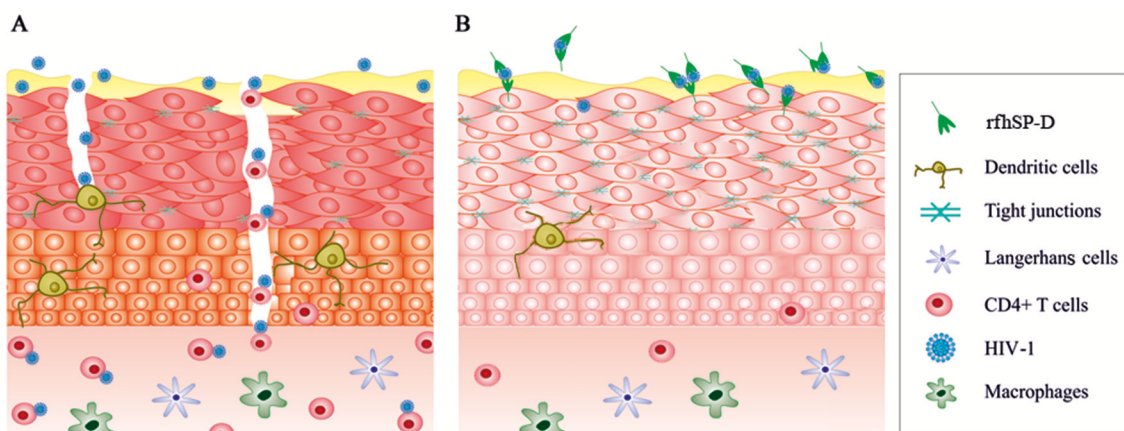 A
B
rfhSP-D
Dendritic cells
Tight junctions
Langerhans cells
CD4+ T cells
HIV-1
Macrophages